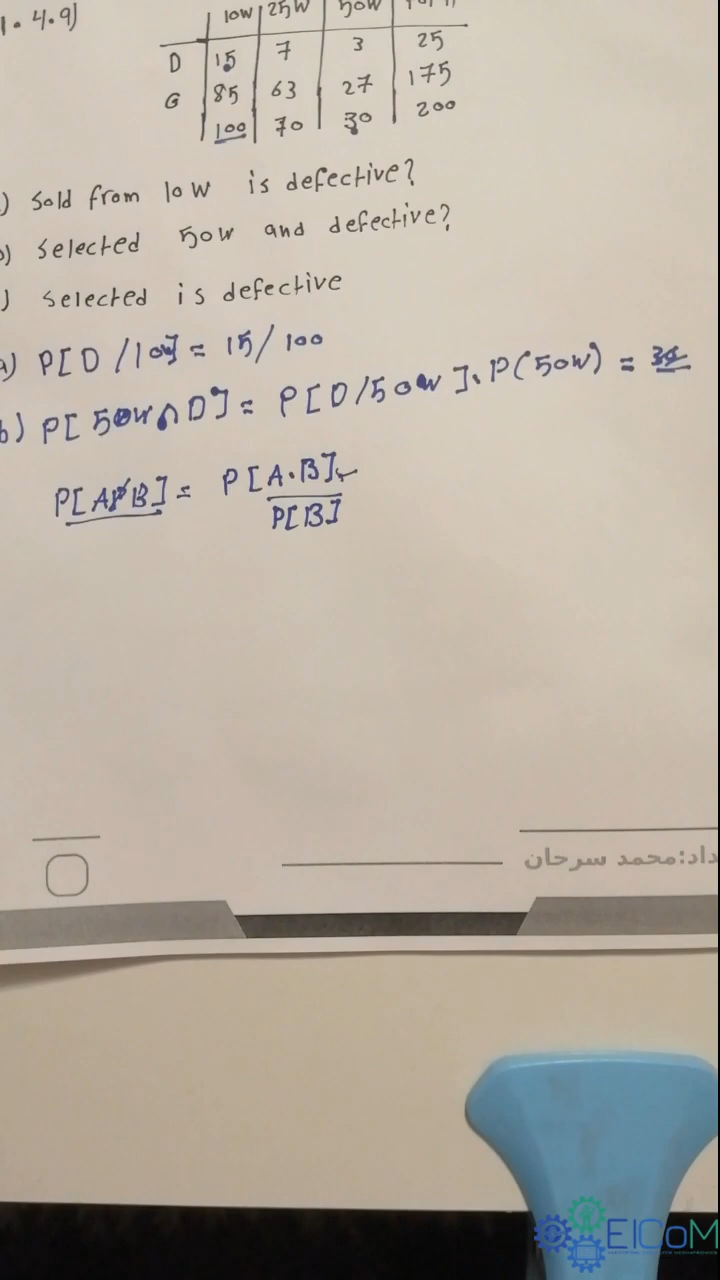 1.4.9)
10W 25W 50W
D 15 7 3 25
G 85 63 27 175
100 70 30 200
) Sold from 10W is defective?
) Selected 50W and defective?
) Selected is defective
a) P[D/10W] = 15/100
b) P[50W∩D] = P[D/50W].P(50W) =
P[A/B] = P[A.B]
P[B]
داد:محمد سرحان
EICoM